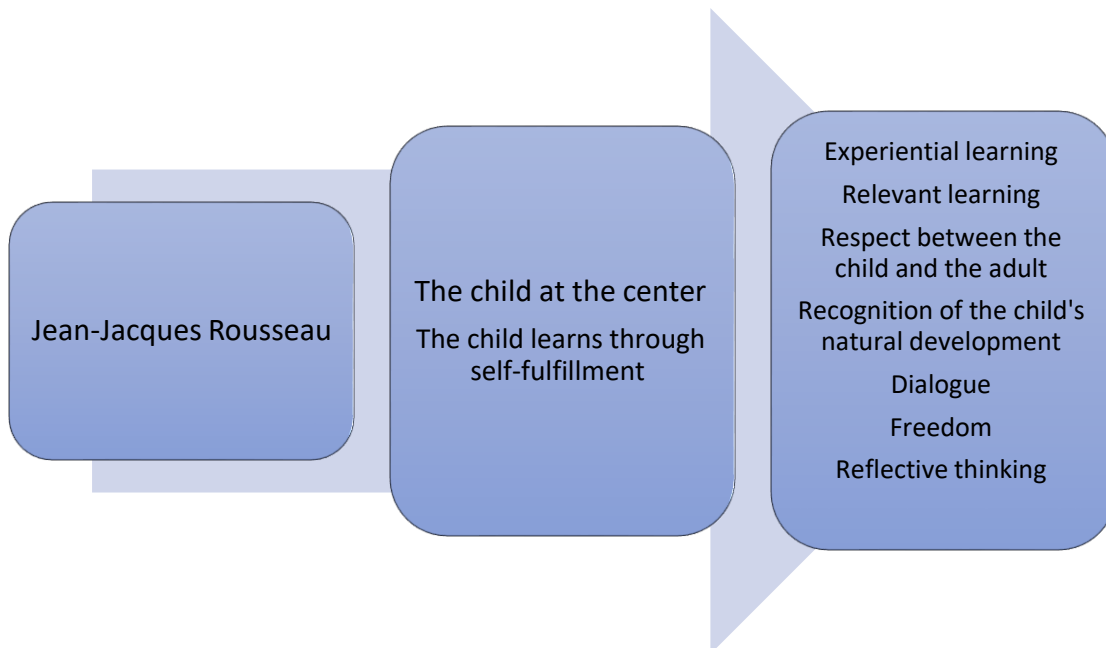 Jean-Jacques Rousseau
The child at the center
The child learns through
self-fulfillment
Experiential learning
Relevant learning
Respect between the
child and the adult
Recognition of the child's
natural development
Dialogue
Freedom
Reflective thinking